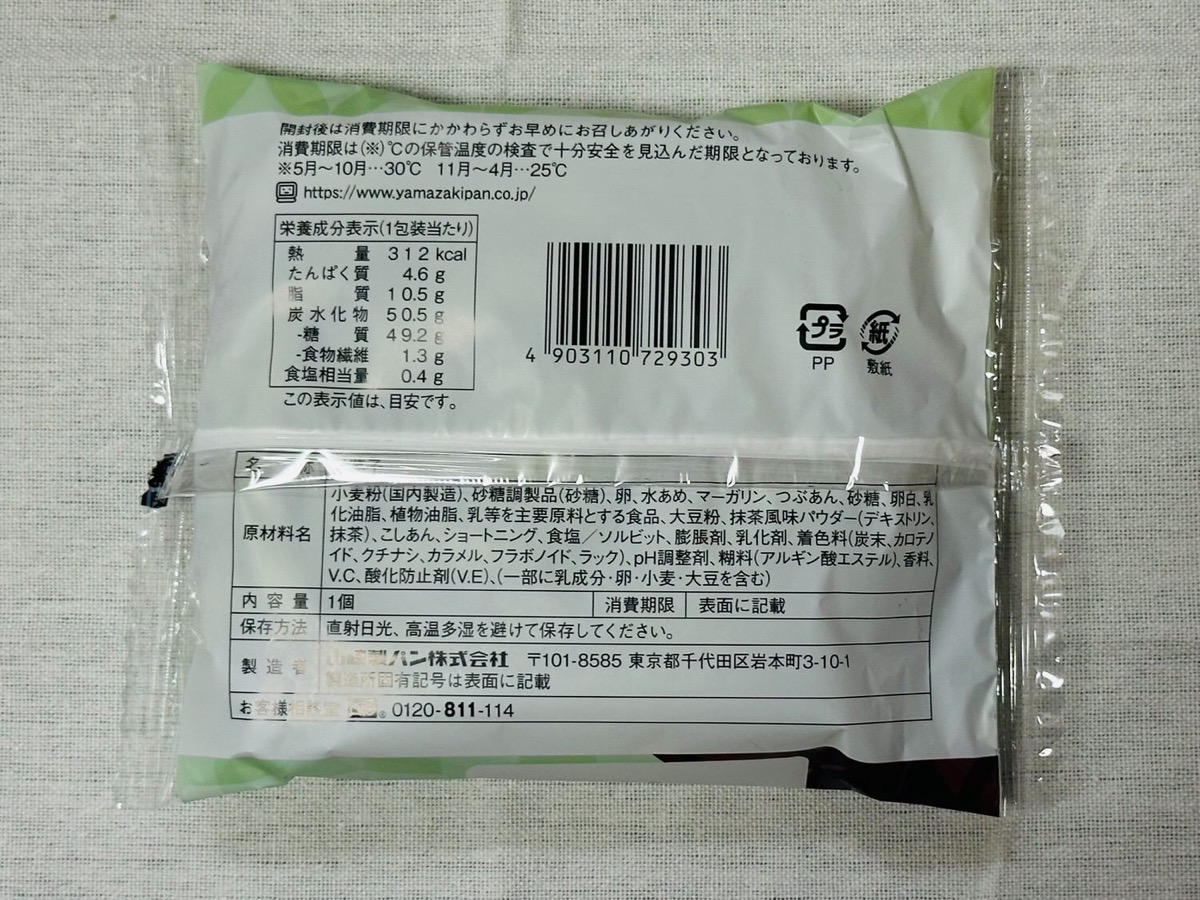 開封後は消費期限にかかわらずお早めにお召しあがりください。
消費期限は(※)℃の保管温度の検査で十分安全を見込んだ期限となっております。
※5月～10月…30℃ 11月～4月…25℃
https://www.yamazakipan.co.jp/
栄養成分表示(1包装当たり)
熱量 312 kcal
たんぱく質 4.6 g
脂質 10.5 g
炭水化物 50.5 g
-糖質 49.2 g
-食物繊維 1.3 g
食塩相当量 0.4 g
この表示値は、目安です。
4 903110 729303
プラ
PP
紙
敷紙
名
原材料名
小麦粉(国内製造)、砂糖調製品(砂糖)、卵、水あめ、マーガリン、つぶあん、砂糖、卵白、乳
化油脂、植物油脂、乳等を主要原料とする食品、大豆粉、抹茶風味パウダー(デキストリン、
抹茶)、こしあん、ショートニング、食塩／ソルビット、膨脹剤、乳化剤、着色料(炭末、カロテノ
イド、クチナシ、カラメル、フラボノイド、ラック)、pH調整剤、糊料(アルギン酸エステル)、香料、
V.C、酸化防止剤(V.E)、(一部に乳成分・卵・小麦・大豆を含む)
内容量 1個 消費期限 表面に記載
保存方法 直射日光、高温多湿を避けて保存してください。
製造者 山崎製パン株式会社 〒101-8585 東京都千代田区岩本町3-10-1
製造所固有記号は表面に記載
お客様相談室 0120-811-114